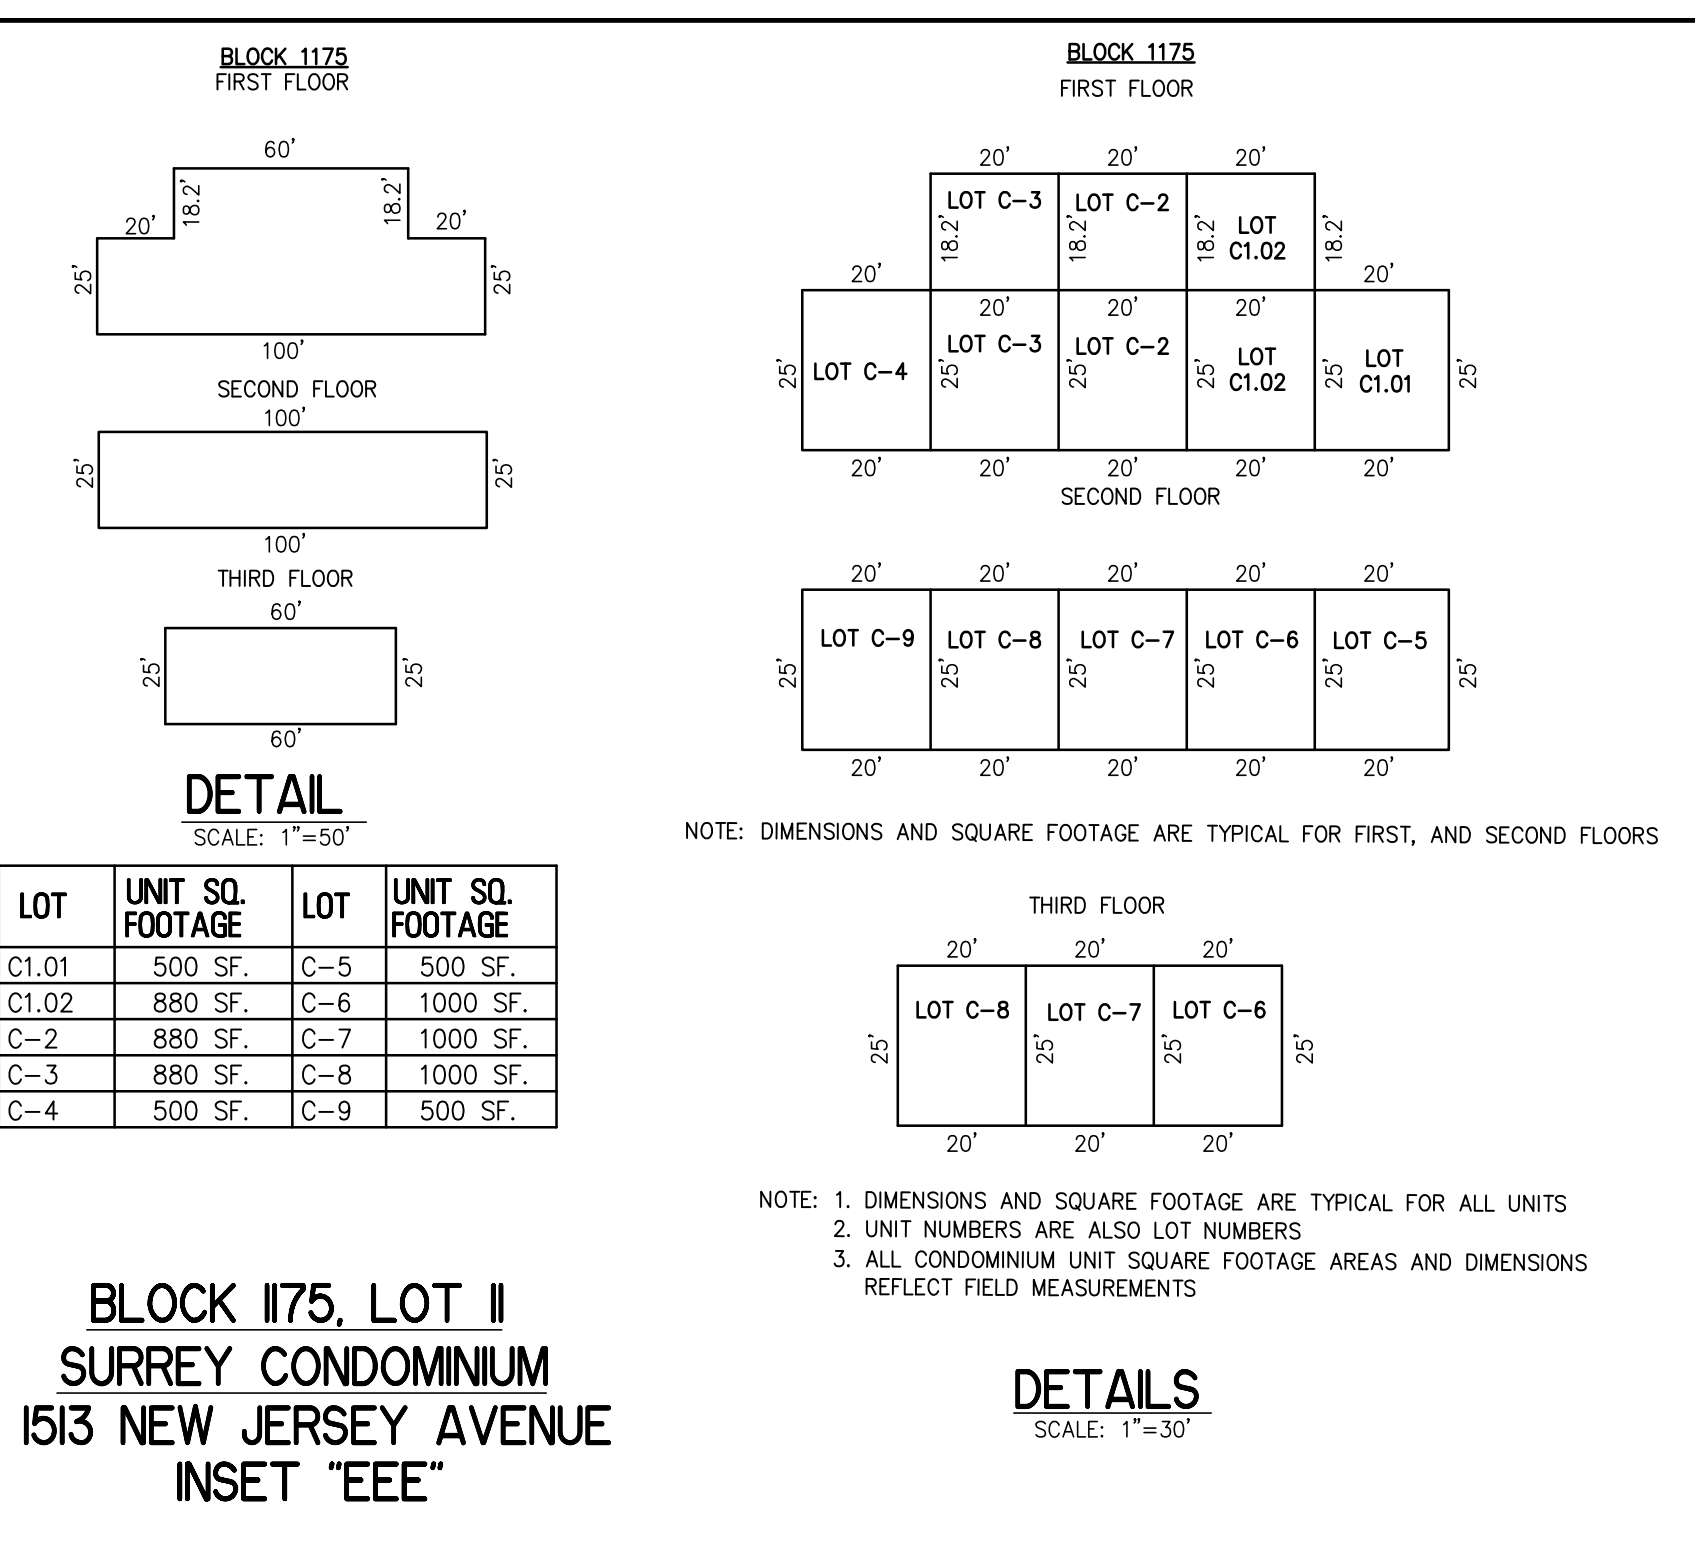 BLOCK 1175
FIRST FLOOR
60'
18.2'
18.2'
20'
20'
25'
25'
100'
SECOND FLOOR
100'
25'
25'
100'
THIRD FLOOR
60'
25'
25'
60'
DETAIL
SCALE: 1"=50'
LOT UNIT SQ. FOOTAGE LOT UNIT SQ. FOOTAGE
C1.01 500 SF. C-5 500 SF.
C1.02 880 SF. C-6 1000 SF.
C-2 880 SF. C-7 1000 SF.
C-3 880 SF. C-8 1000 SF.
C-4 500 SF. C-9 500 SF.
BLOCK 1175, LOT 11
SURREY CONDOMINIUM
1513 NEW JERSEY AVENUE
INSET "EEE"
BLOCK 1175
FIRST FLOOR
20' 20' 20'
LOT C-3 LOT C-2 LOT C1.02
18.2' 18.2' 18.2' 18.2'
20' 20'
20' 20' 20'
LOT C-4 LOT C-3 LOT C-2 LOT C1.02 LOT C1.01
25' 25' 25' 25' 25' 25'
20' 20' 20' 20' 20'
SECOND FLOOR
20' 20' 20' 20' 20'
LOT C-9 LOT C-8 LOT C-7 LOT C-6 LOT C-5
25' 25' 25' 25' 25' 25'
20' 20' 20' 20' 20'
NOTE: DIMENSIONS AND SQUARE FOOTAGE ARE TYPICAL FOR FIRST, AND SECOND FLOORS
THIRD FLOOR
20' 20' 20'
LOT C-8 LOT C-7 LOT C-6
25' 25' 25' 25'
20' 20' 20'
NOTE: 1. DIMENSIONS AND SQUARE FOOTAGE ARE TYPICAL FOR ALL UNITS
2. UNIT NUMBERS ARE ALSO LOT NUMBERS
3. ALL CONDOMINIUM UNIT SQUARE FOOTAGE AREAS AND DIMENSIONS
REFLECT FIELD MEASUREMENTS
DETAILS
SCALE: 1"=30'